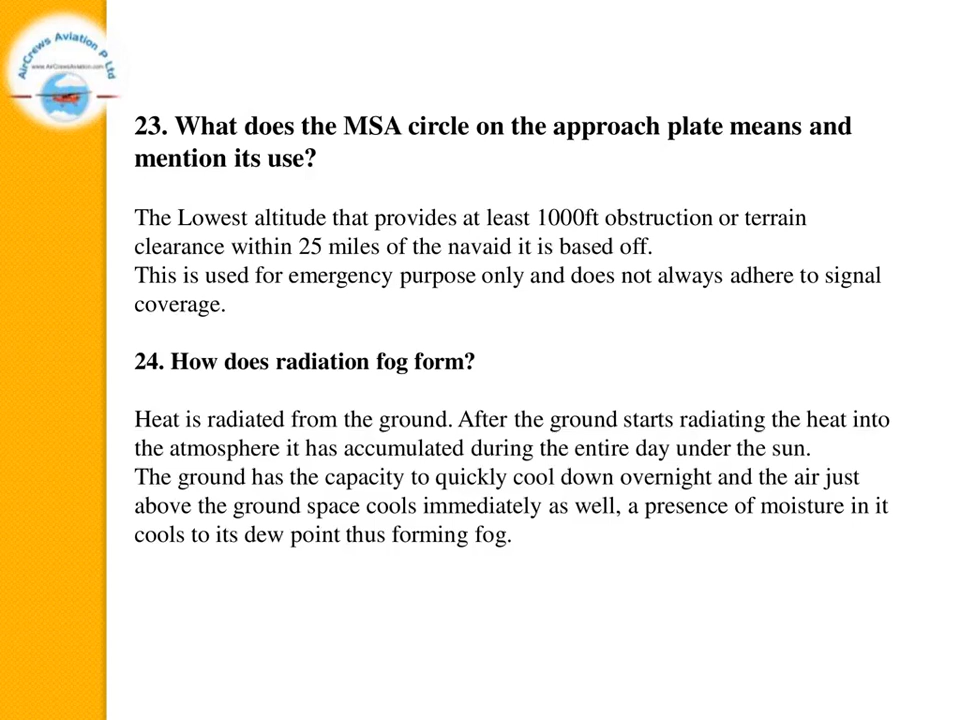 AirCrews Aviation P Ltd
www.AirCrewsAviation.com
23. What does the MSA circle on the approach plate means and
mention its use?
The Lowest altitude that provides at least 1000ft obstruction or terrain
clearance within 25 miles of the navaid it is based off.
This is used for emergency purpose only and does not always adhere to signal
coverage.
24. How does radiation fog form?
Heat is radiated from the ground. After the ground starts radiating the heat into
the atmosphere it has accumulated during the entire day under the sun.
The ground has the capacity to quickly cool down overnight and the air just
above the ground space cools immediately as well, a presence of moisture in it
cools to its dew point thus forming fog.